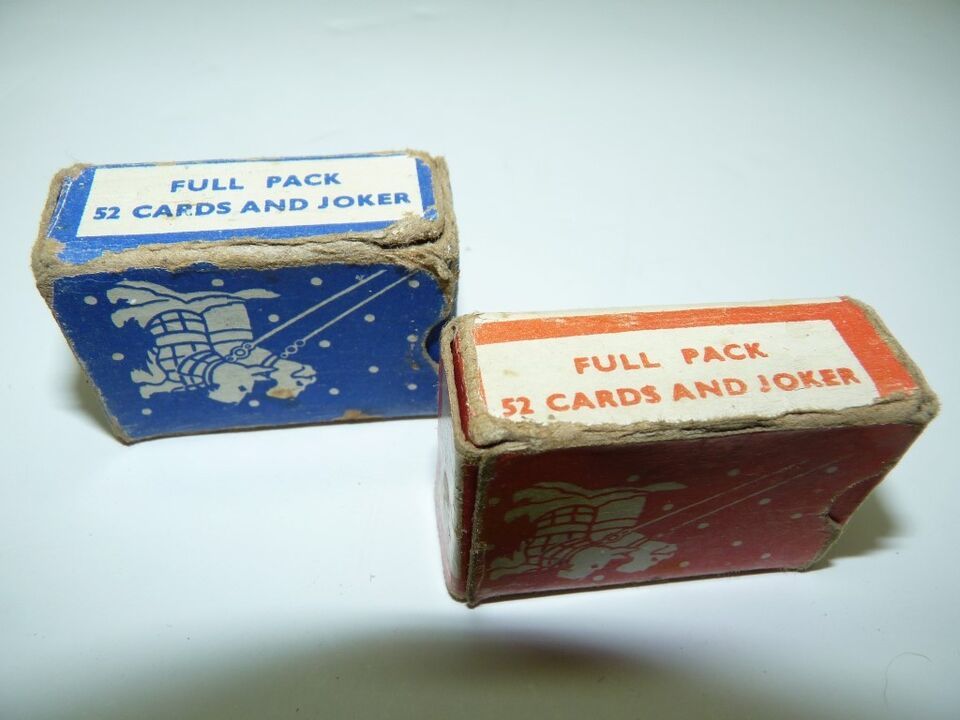 FULL PACK
52 CARDS AND JOKER
FULL PACK
52 CARDS AND JOKER